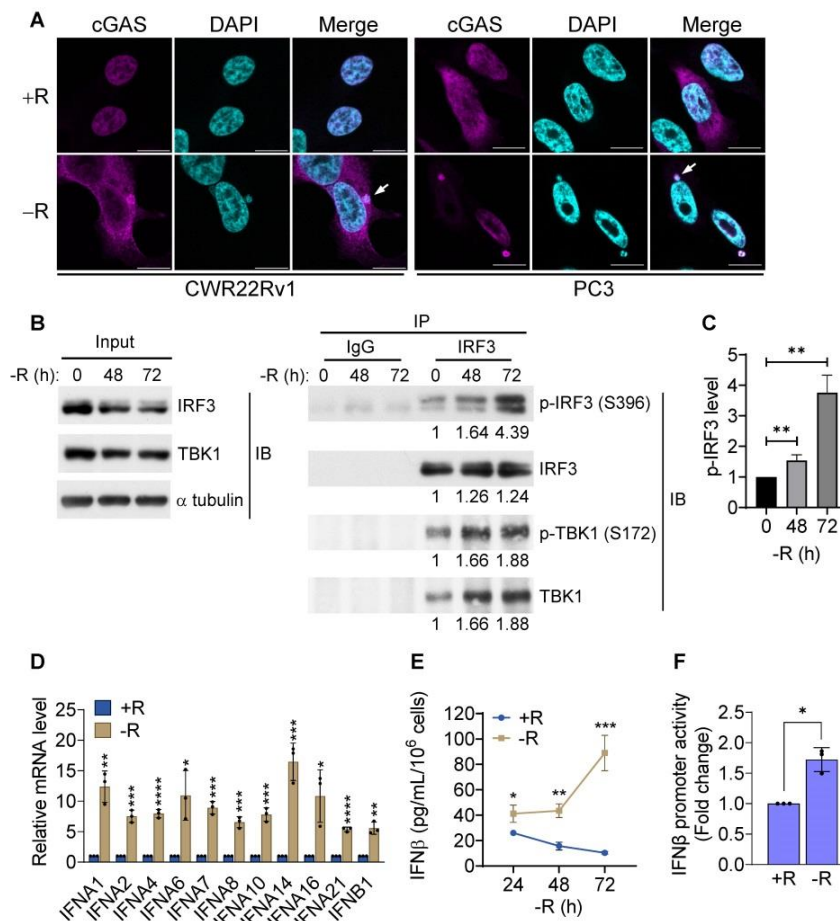 A
cGAS DAPI Merge cGAS DAPI Merge
+R
−R
CWR22Rv1 PC3
B
Input
-R (h): 0 48 72
IRF3
TBK1
α tubulin
IB
IP
IgG IRF3
-R (h): 0 48 72 0 48 72
p-IRF3 (S396)
1 1.64 4.39
IRF3
1 1.26 1.24
p-TBK1 (S172)
1 1.66 1.88
TBK1
1 1.66 1.88
IB
C
p-IRF3 level
5
4
3
2
1
0
**
**
0 48 72
-R (h)
D
Relative mRNA level
25
20
15
10
5
0
+R
-R
** *** **** * *** *** *** *** * **** **
IFNA1 IFNA2 IFNA4 IFNA6 IFNA7 IFNA8 IFNA10 IFNA14 IFNA16 IFNA21 IFNB1
E
IFNβ (pg/mL/10⁶ cells)
120
100
80
60
40
20
0
+R
-R
* ** ***
24 48 72
-R (h)
F
IFNβ promoter activity
(Fold change)
2.5
2.0
1.5
1.0
0.5
0.0
*
+R -R